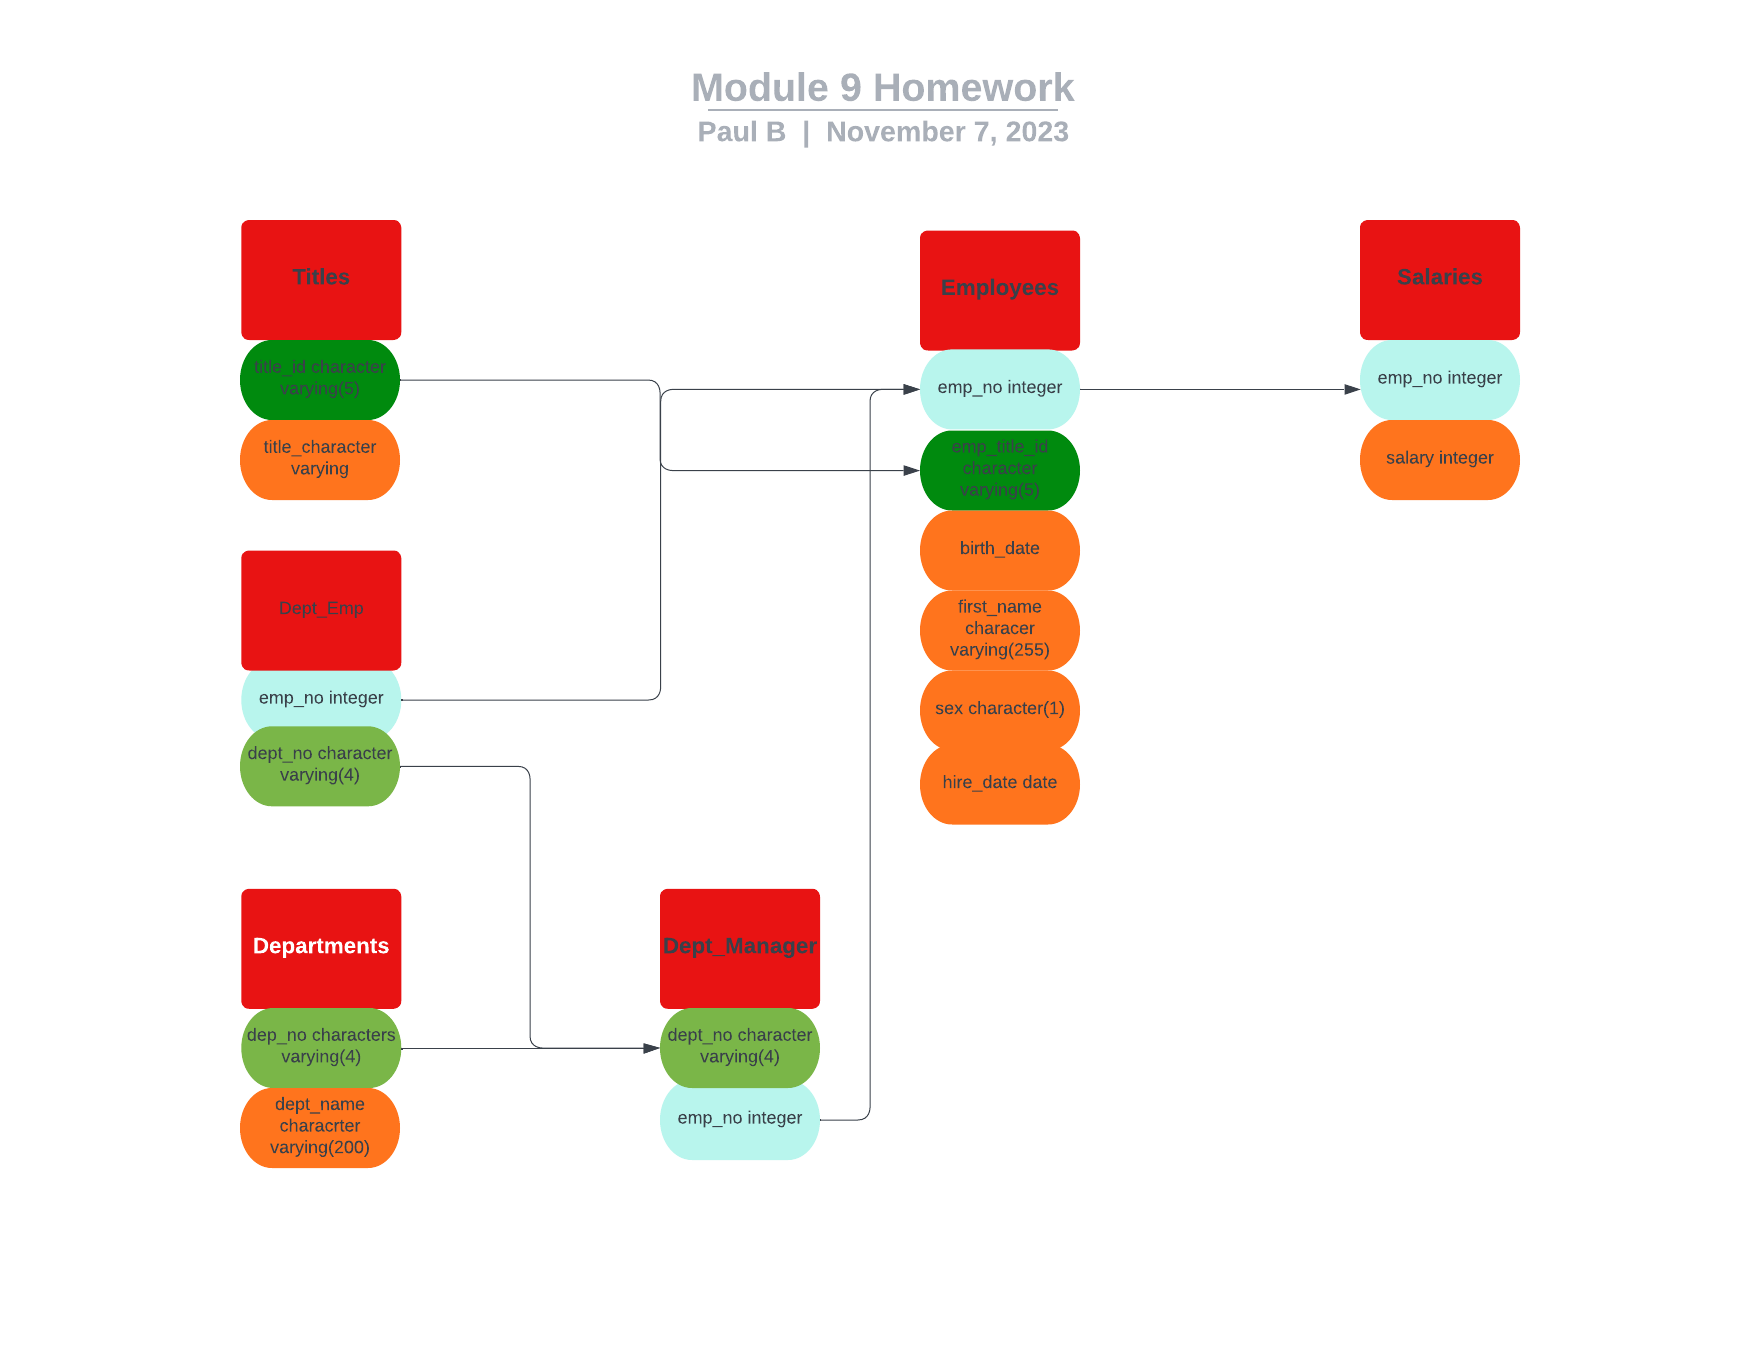 Module 9 Homework
Paul B | November 7, 2023
Titles
title_id character
varying(5)
title_character
varying
Dept_Emp
emp_no integer
dept_no character
varying(4)
Departments
dep_no characters
varying(4)
dept_name
characrter
varying(200)
Dept_Manager
dept_no character
varying(4)
emp_no integer
Employees
emp_no integer
emp_title_id
character
varying(5)
birth_date
first_name
characer
varying(255)
sex character(1)
hire_date date
Salaries
emp_no integer
salary integer